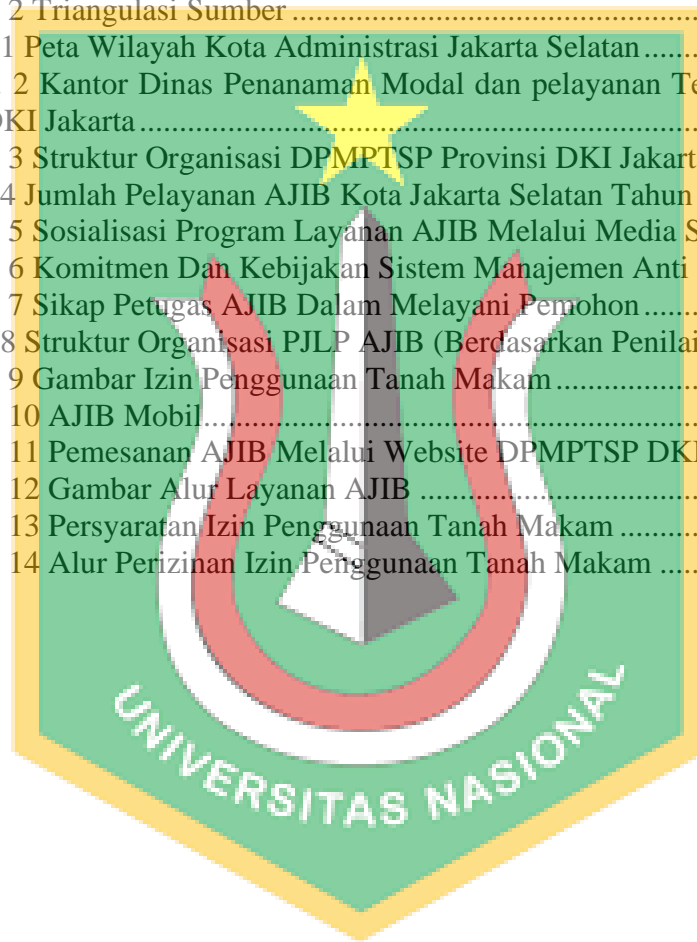 2 Triangulasi Sumber ........................................................
1 Peta Wilayah Kota Administrasi Jakarta Selatan .......
2 Kantor Dinas Penanaman Modal dan pelayanan Te
DKI Jakarta ........................................................................
3 Struktur Organisasi DPMPTSP Provinsi DKI Jakart
4 Jumlah Pelayanan AJIB Kota Jakarta Selatan Tahun
5 Sosialisasi Program Layanan AJIB Melalui Media S
6 Komitmen Dan Kebijakan Sistem Manajemen Anti
7 Sikap Petugas AJIB Dalam Melayani Pemohon .......
8 Struktur Organisasi PJLP AJIB (Berdasarkan Penilai
9 Gambar Izin Penggunaan Tanah Makam ...................
10 AJIB Mobil ................................................................
11 Pemesanan AJIB Melalui Website DPMPTSP DKI
12 Gambar Alur Layanan AJIB ....................................
13 Persyaratan Izin Penggunaan Tanah Makam ...........
14 Alur Perizinan Izin Penggunaan Tanah Makam ......
UNIVERSITAS NASIONAL